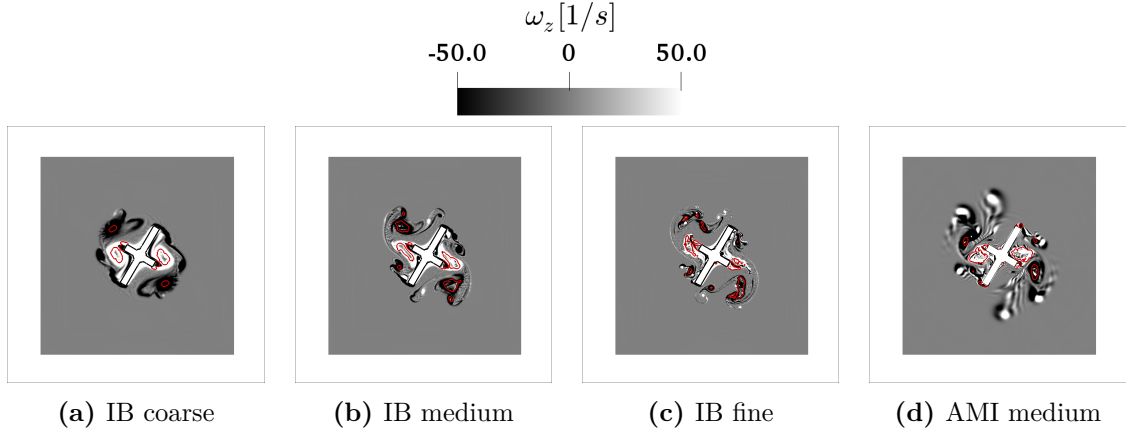 ω_z [1/s]
-50.0 0 50.0
(a) IB coarse (b) IB medium (c) IB fine (d) AMI medium